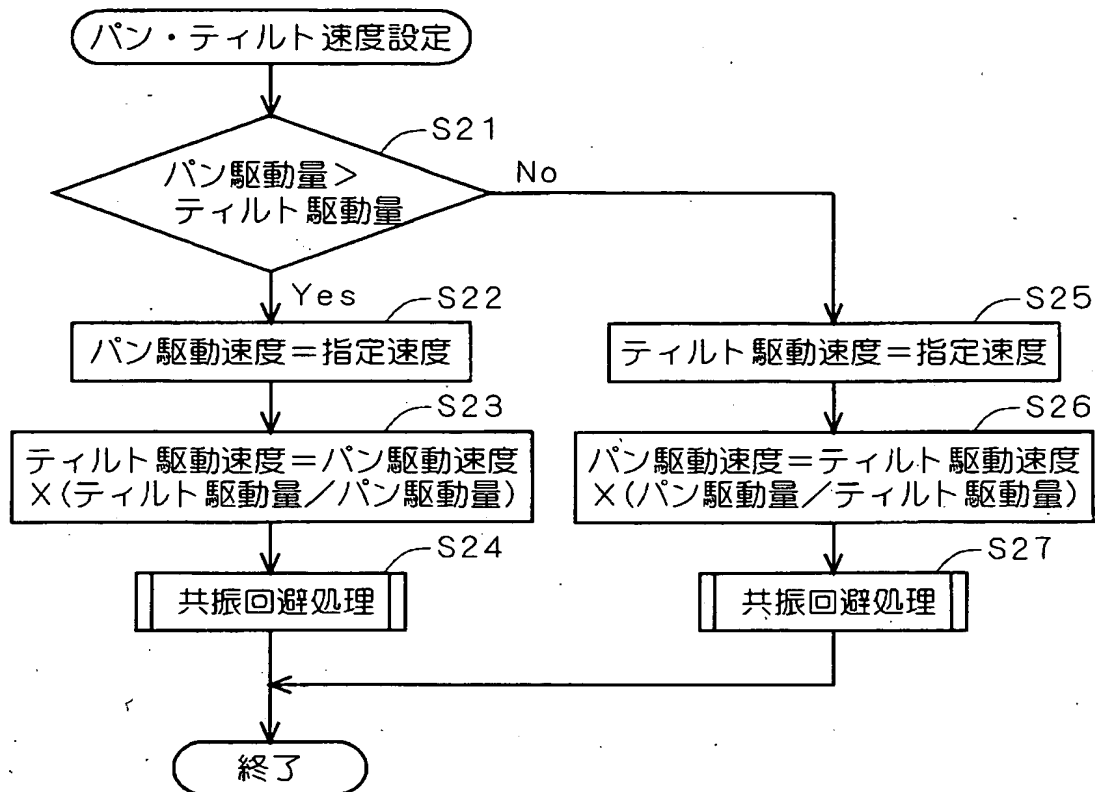 パン・ティルト速度設定
S21
パン駆動量>
ティルト駆動量
No
Yes
S22
パン駆動速度=指定速度
S23
ティルト駆動速度=パン駆動速度
×(ティルト駆動量/パン駆動量)
S24
共振回避処理
S25
ティルト駆動速度=指定速度
S26
パン駆動速度=ティルト駆動速度
×(パン駆動量/ティルト駆動量)
S27
共振回避処理
終了